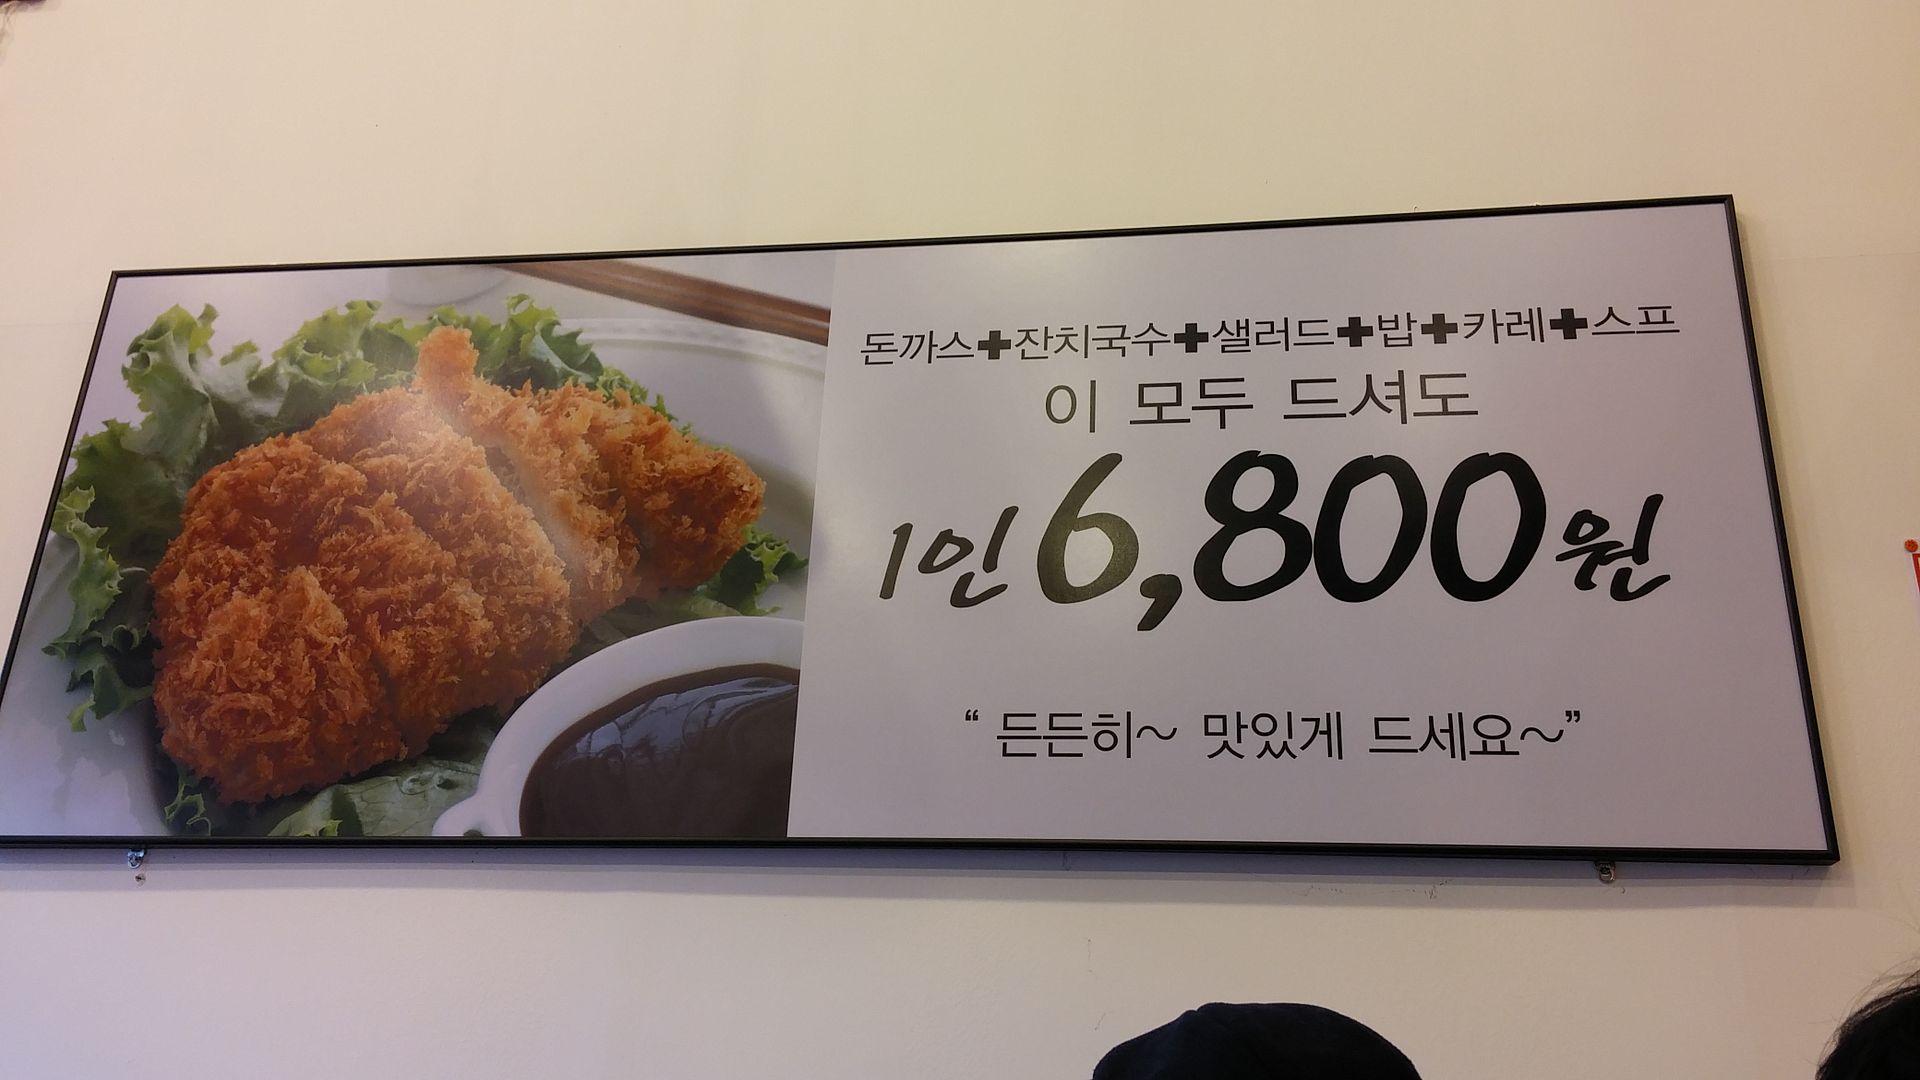 돈까스+잔치국수+샐러드+밥+카레+스프
이 모두 드셔도
1인 6,800원
“ 든든히~ 맛있게 드세요~”